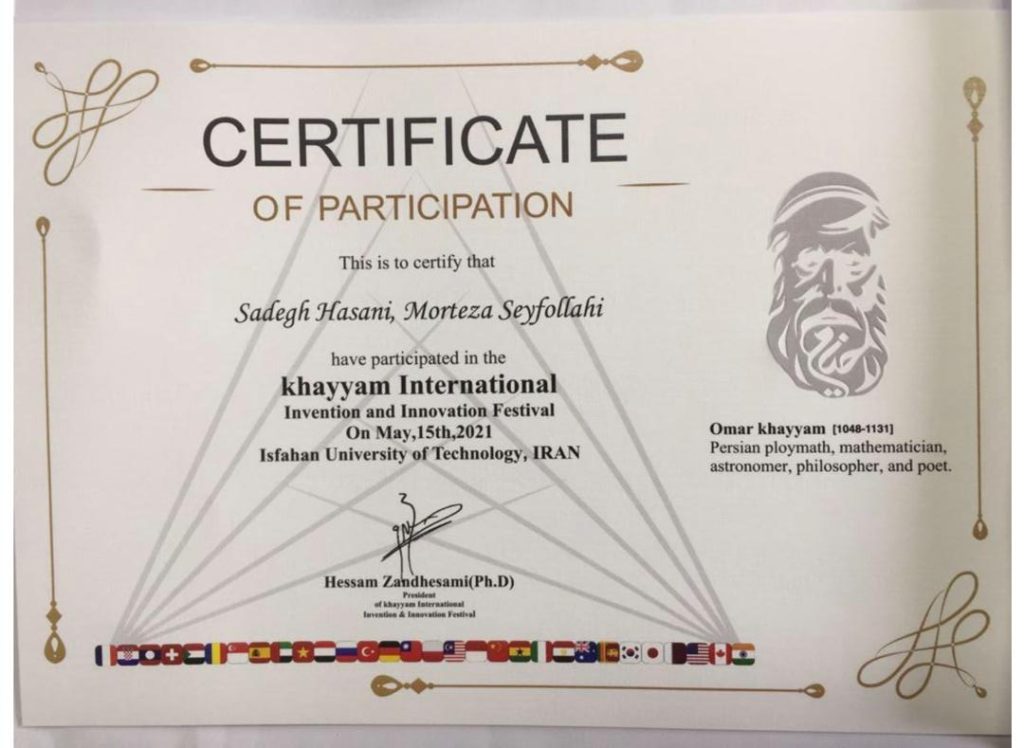 CERTIFICATE
OF PARTICIPATION
This is to certify that
Sadegh Hasani, Morteza Seyfollahi
have participated in the
khayyam International
Invention and Innovation Festival
On May,15th,2021
Isfahan University of Technology, IRAN
Hessam Zandhesami(Ph.D)
President
of khayyam International
Invention & Innovation Festival
Omar khayyam [1048-1131]
Persian ploymath, mathematician,
astronomer, philosopher, and poet.